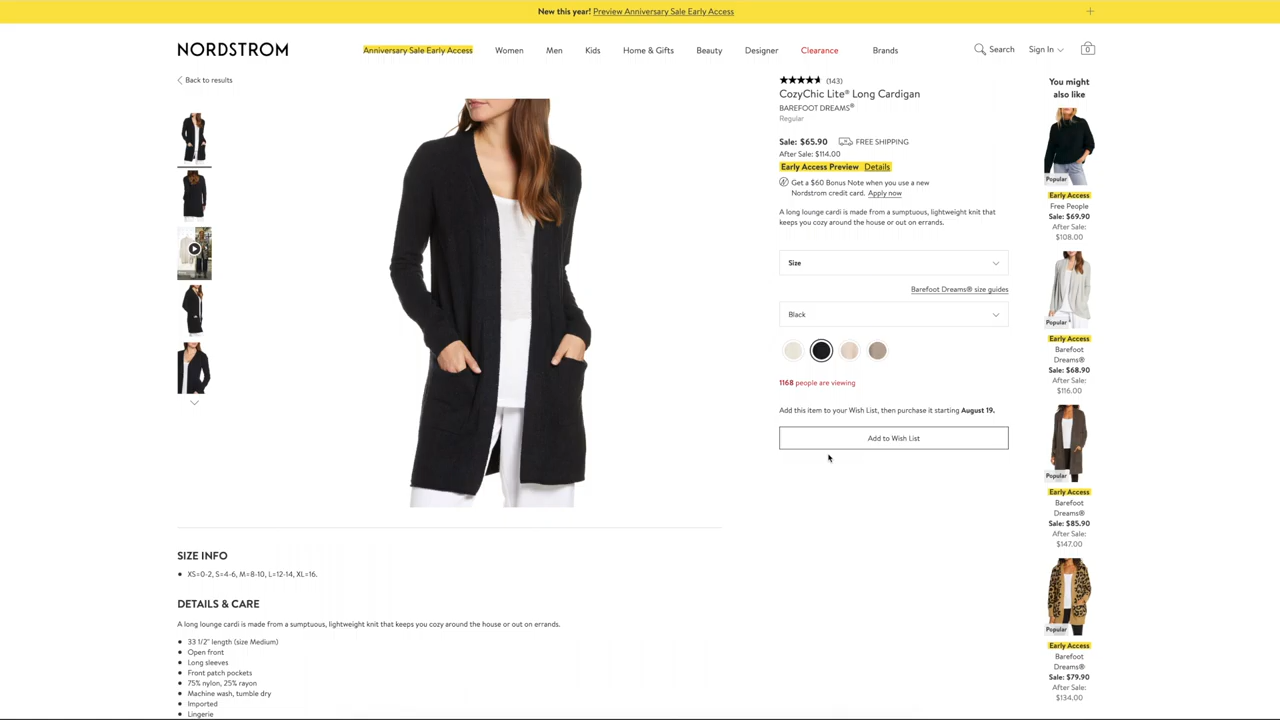 New this year! Preview Anniversary Sale Early Access
NORDSTROM
Anniversary Sale Early Access
Women
Men
Kids
Home & Gifts
Beauty
Designer
Clearance
Brands
Search
Sign In
0
Back to results
(143)
CozyChic Lite® Long Cardigan
BAREFOOT DREAMS®
Regular
Sale: $65.90
FREE SHIPPING
After Sale: $114.00
Early Access Preview Details
Get a $60 Bonus Note when you use a new
Nordstrom credit card. Apply now
A long lounge cardi is made from a sumptuous, lightweight knit that
keeps you cozy around the house or out on errands.
Size
Barefoot Dreams® size guides
Black
1168 people are viewing
Add this item to your Wish List, then purchase it starting August 19.
Add to Wish List
SIZE INFO
XS=0-2, S=4-6, M=8-10, L=12-14, XL=16.
DETAILS & CARE
A long lounge cardi is made from a sumptuous, lightweight knit that keeps you cozy around the house or out on errands.
33 1/2" length (size Medium)
Open front
Long sleeves
Front patch pockets
75% nylon, 25% rayon
Machine wash, tumble dry
Imported
Lingerie
You might
also like
Popular
Early Access
Free People
Sale: $69.90
After Sale:
$108.00
Popular
Early Access
Barefoot
Dreams®
Sale: $68.90
After Sale:
$116.00
Popular
Early Access
Barefoot
Dreams®
Sale: $85.90
After Sale:
$147.00
Popular
Early Access
Barefoot
Dreams®
Sale: $79.90
After Sale:
$134.00